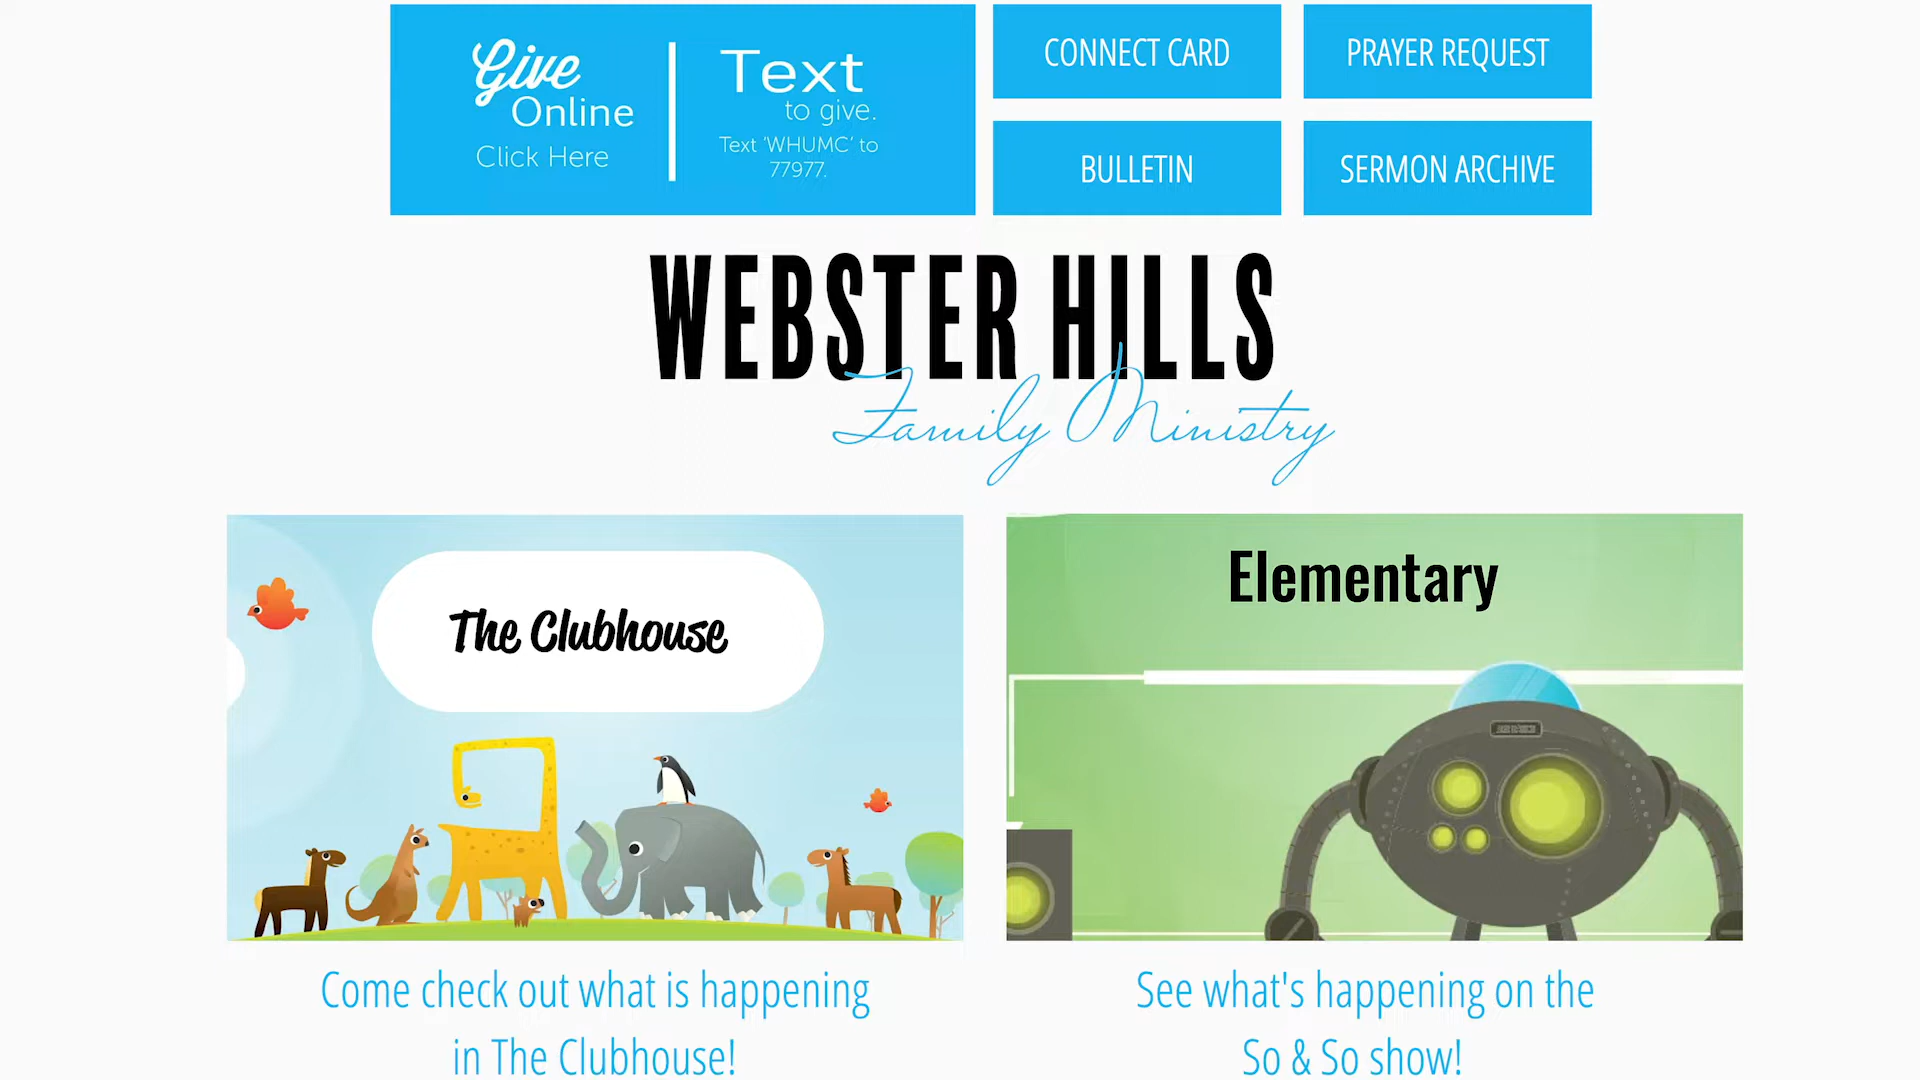 Give
Online
Click Here
Text
to give.
Text 'WHUMC' to
77977.
CONNECT CARD
PRAYER REQUEST
BULLETIN
SERMON ARCHIVE
WEBSTER HILLS
Family Ministry
The Clubhouse
Elementary
Come check out what is happening
in The Clubhouse!
See what's happening on the
So & So show!